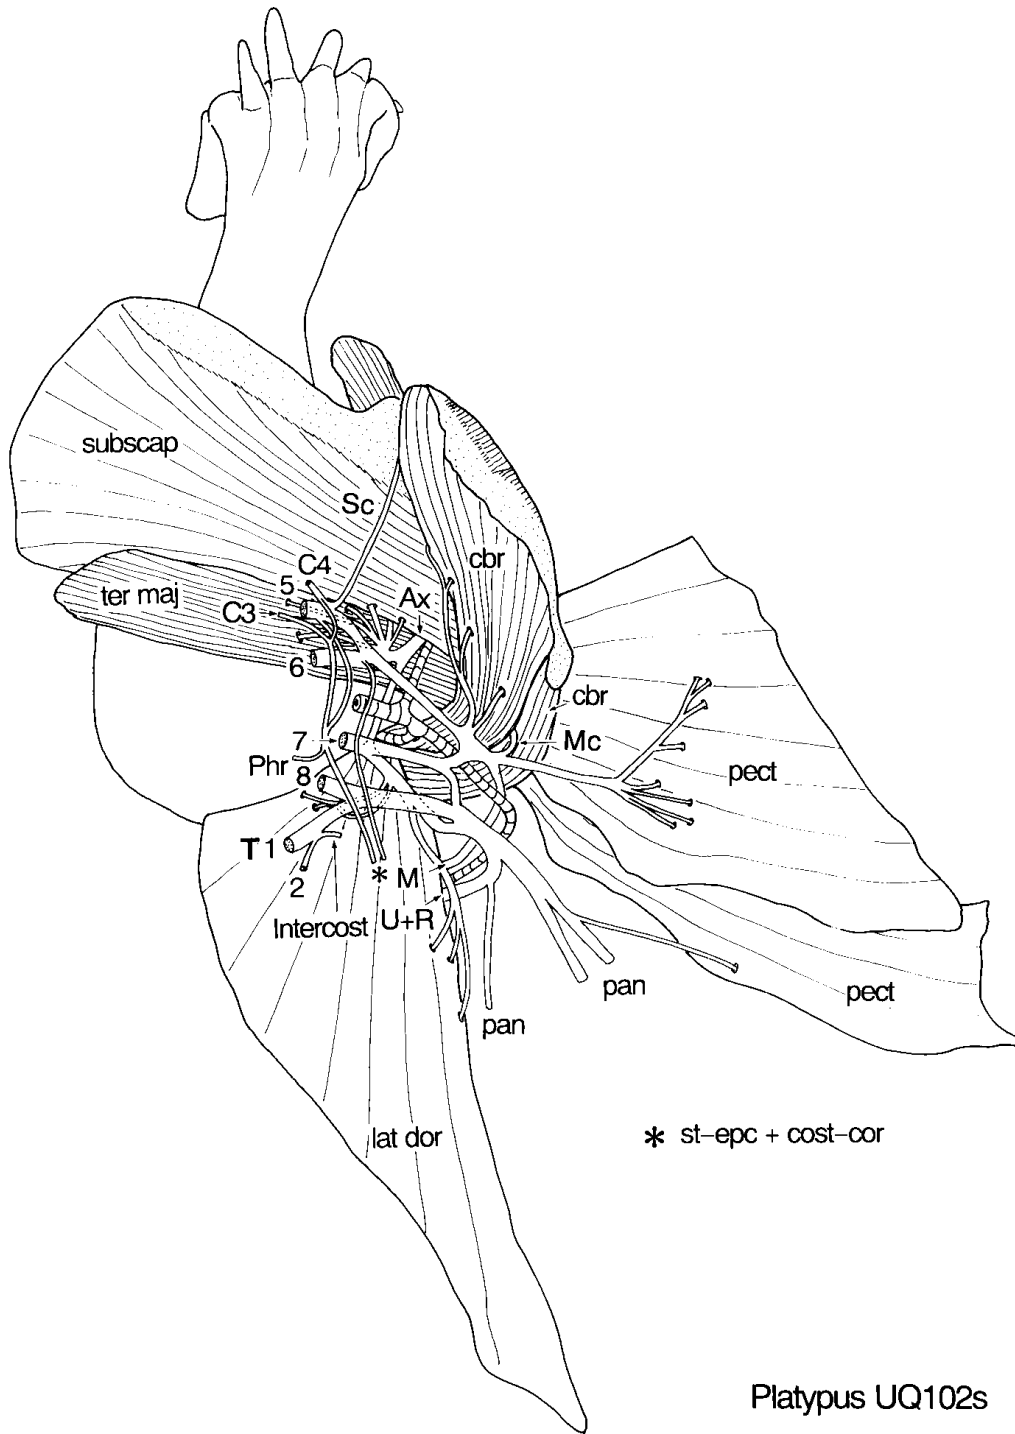 subscap
Sc
C4
cbr
5
ter maj
Ax
C3
6
cbr
7
Mc
Phr
pect
8
T1
2
* M
Intercost U+R
pan
pect
pan
lat dor
* st-epc + cost-cor
Platypus UQ102s